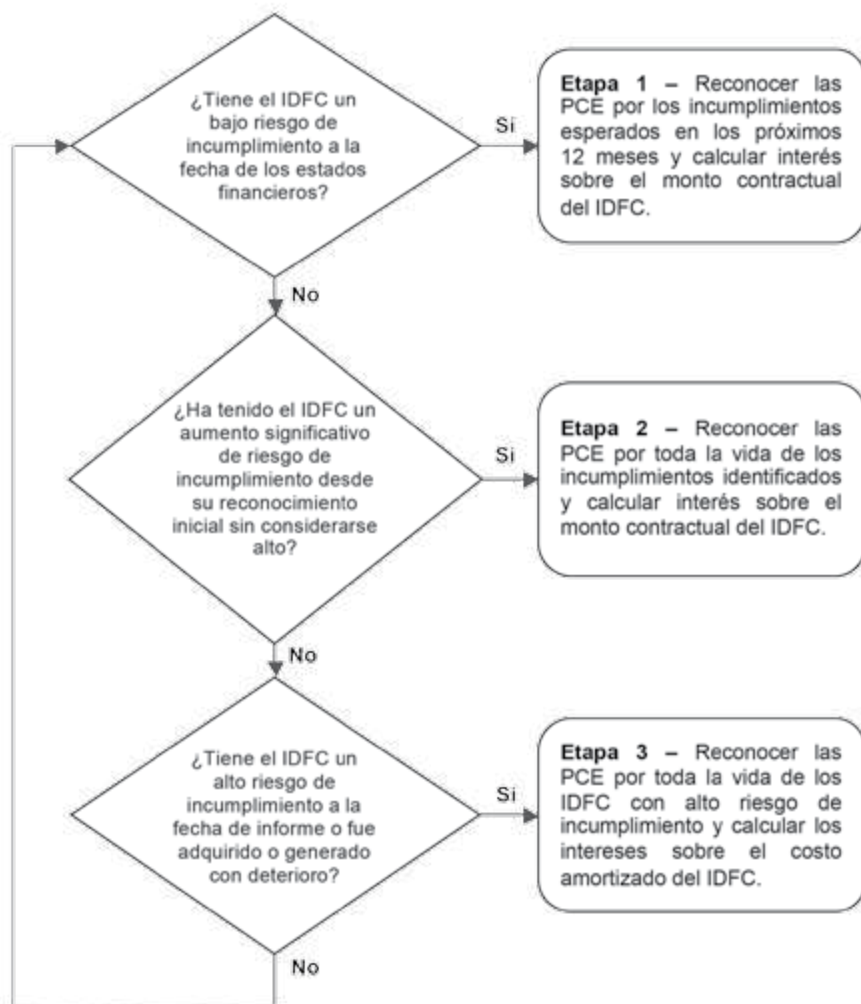 ¿Tiene el IDFC un
bajo riesgo de
incumplimiento a la
fecha de los estados
financieros?
Sí
Etapa 1 – Reconocer las
PCE por los incumplimientos
esperados en los próximos
12 meses y calcular interés
sobre el monto contractual
del IDFC.
No
¿Ha tenido el IDFC un
aumento significativo
de riesgo de
incumplimiento desde
su reconocimiento
inicial sin considerarse
alto?
Si
Etapa 2 – Reconocer las
PCE por toda la vida de los
incumplimientos identificados
y calcular interés sobre el
monto contractual del IDFC.
No
¿Tiene el IDFC un
alto riesgo de
incumplimiento a la
fecha de informe o fue
adquirido o generado
con deterioro?
Si
Etapa 3 – Reconocer las
PCE por toda la vida de los
IDFC con alto riesgo de
incumplimiento y calcular los
intereses sobre el costo
amortizado del IDFC.
No